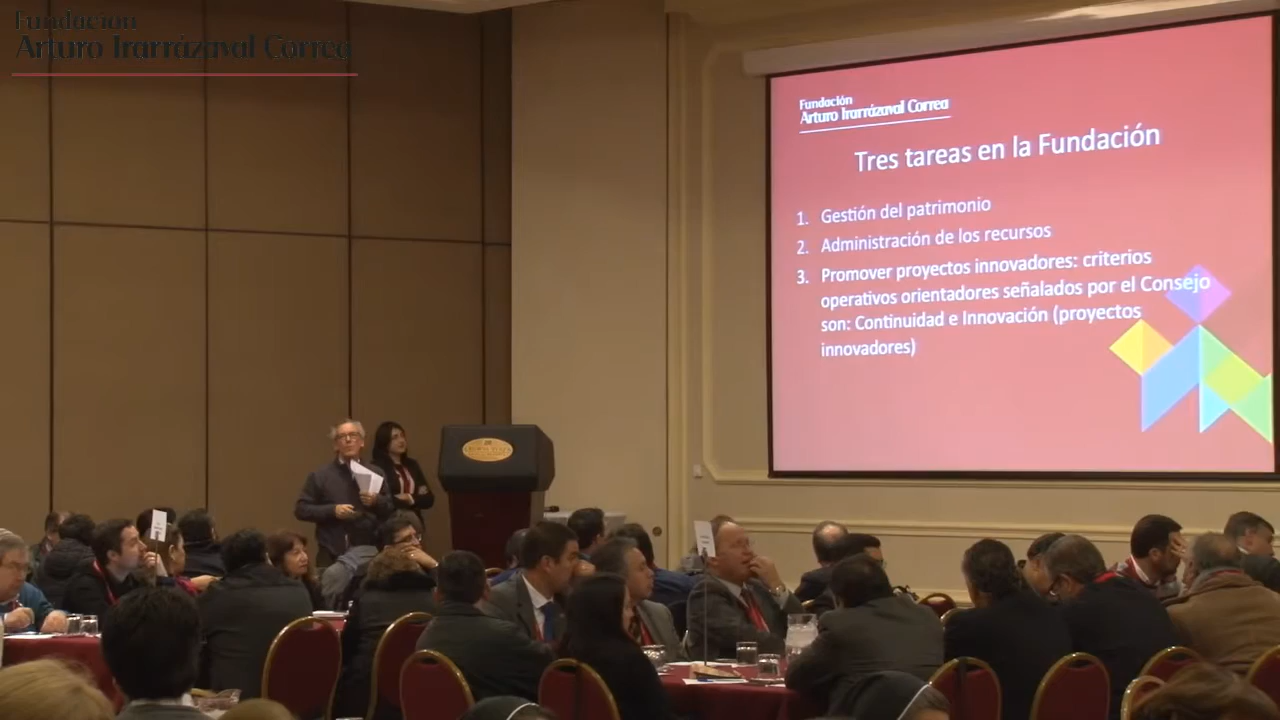 Fundación
Arturo Irarrázaval Correa
Fundación
Arturo Irarrázaval Correa
Tres tareas en la Fundación
1. Gestión del patrimonio
2. Administración de los recursos
3. Promover proyectos innovadores: criterios
operativos orientadores señalados por el Consejo
son: Continuidad e Innovación (proyectos
innovadores)